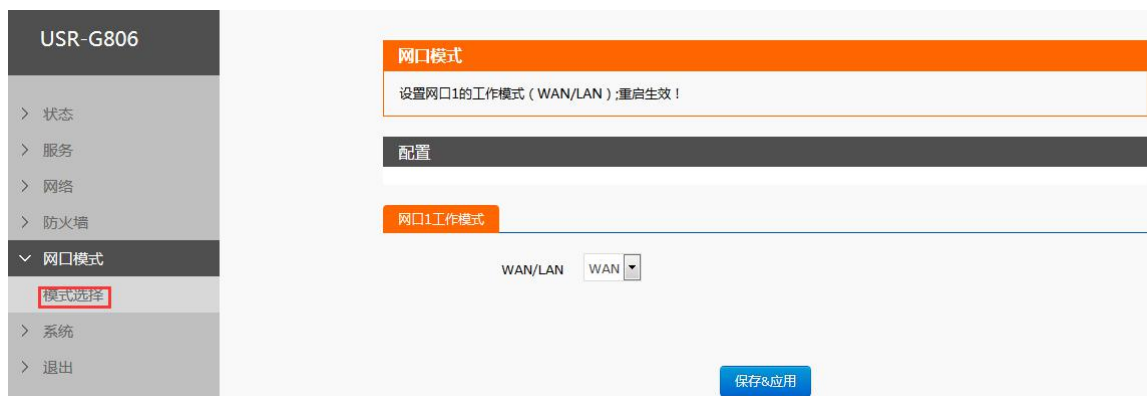 USR-G806
状态
服务
网络
防火墙
网口模式
模式选择
系统
退出
网口模式
设置网口1的工作模式（WAN/LAN）;重启生效！
配置
网口1工作模式
WAN/LAN WAN
保存&应用